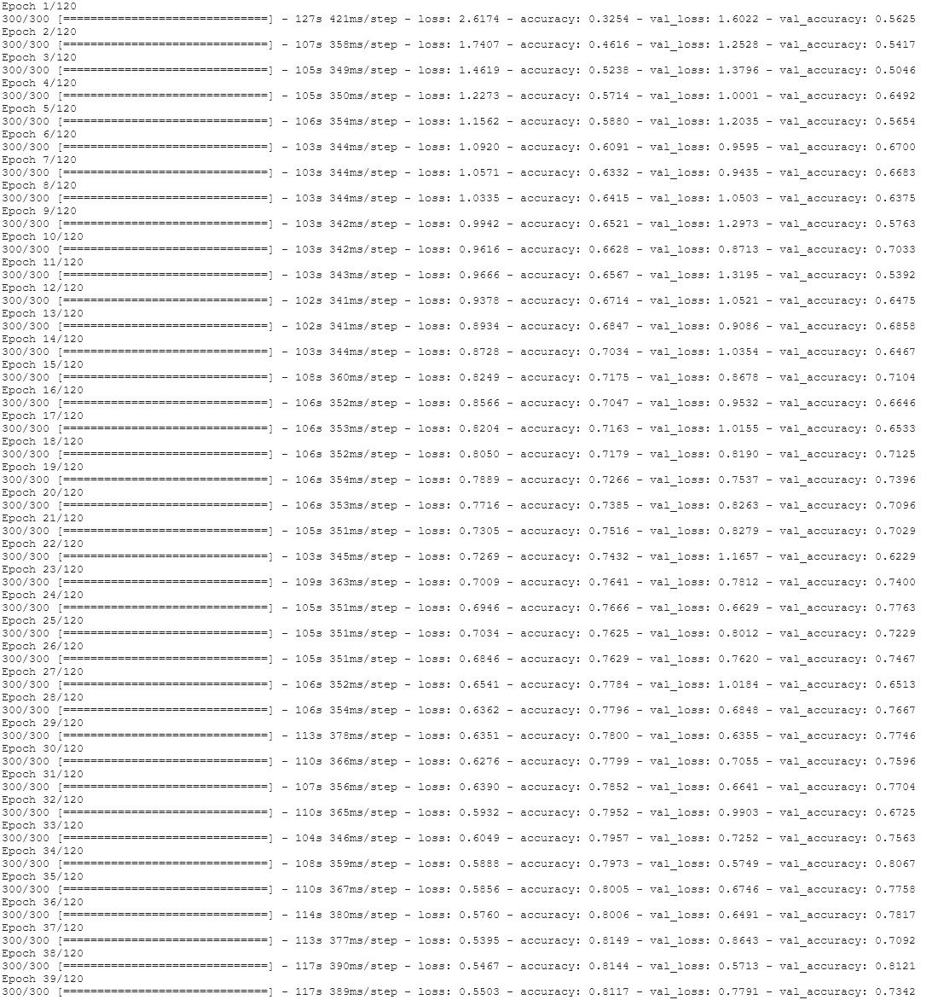 Epoch 1/120
300/300 [==============================] - 127s 421ms/step - loss: 2.6174 - accuracy: 0.3254 - val_loss: 1.6022 - val_accuracy: 0.5625
Epoch 2/120
300/300 [==============================] - 107s 358ms/step - loss: 1.7407 - accuracy: 0.4616 - val_loss: 1.2528 - val_accuracy: 0.5417
Epoch 3/120
300/300 [==============================] - 105s 349ms/step - loss: 1.4619 - accuracy: 0.5238 - val_loss: 1.3796 - val_accuracy: 0.5046
Epoch 4/120
300/300 [==============================] - 105s 350ms/step - loss: 1.2273 - accuracy: 0.5714 - val_loss: 1.0001 - val_accuracy: 0.6492
Epoch 5/120
300/300 [==============================] - 106s 354ms/step - loss: 1.1562 - accuracy: 0.5880 - val_loss: 1.2035 - val_accuracy: 0.5654
Epoch 6/120
300/300 [==============================] - 103s 344ms/step - loss: 1.0920 - accuracy: 0.6091 - val_loss: 0.9595 - val_accuracy: 0.6700
Epoch 7/120
300/300 [==============================] - 103s 344ms/step - loss: 1.0571 - accuracy: 0.6332 - val_loss: 0.9435 - val_accuracy: 0.6683
Epoch 8/120
300/300 [==============================] - 103s 344ms/step - loss: 1.0335 - accuracy: 0.6415 - val_loss: 1.0503 - val_accuracy: 0.6375
Epoch 9/120
300/300 [==============================] - 103s 342ms/step - loss: 0.9942 - accuracy: 0.6521 - val_loss: 1.2973 - val_accuracy: 0.5763
Epoch 10/120
300/300 [==============================] - 103s 342ms/step - loss: 0.9616 - accuracy: 0.6628 - val_loss: 0.8713 - val_accuracy: 0.7033
Epoch 11/120
300/300 [==============================] - 103s 343ms/step - loss: 0.9666 - accuracy: 0.6567 - val_loss: 1.3195 - val_accuracy: 0.5392
Epoch 12/120
300/300 [==============================] - 102s 341ms/step - loss: 0.9378 - accuracy: 0.6714 - val_loss: 1.0521 - val_accuracy: 0.6475
Epoch 13/120
300/300 [==============================] - 102s 341ms/step - loss: 0.8934 - accuracy: 0.6847 - val_loss: 0.9086 - val_accuracy: 0.6858
Epoch 14/120
300/300 [==============================] - 103s 344ms/step - loss: 0.8728 - accuracy: 0.7034 - val_loss: 1.0354 - val_accuracy: 0.6467
Epoch 15/120
300/300 [==============================] - 108s 360ms/step - loss: 0.8249 - accuracy: 0.7175 - val_loss: 0.8678 - val_accuracy: 0.7104
Epoch 16/120
300/300 [==============================] - 106s 352ms/step - loss: 0.8566 - accuracy: 0.7047 - val_loss: 0.9532 - val_accuracy: 0.6646
Epoch 17/120
300/300 [==============================] - 106s 353ms/step - loss: 0.8204 - accuracy: 0.7163 - val_loss: 1.0155 - val_accuracy: 0.6533
Epoch 18/120
300/300 [==============================] - 106s 352ms/step - loss: 0.8050 - accuracy: 0.7179 - val_loss: 0.8190 - val_accuracy: 0.7125
Epoch 19/120
300/300 [==============================] - 106s 354ms/step - loss: 0.7889 - accuracy: 0.7266 - val_loss: 0.7537 - val_accuracy: 0.7396
Epoch 20/120
300/300 [==============================] - 106s 353ms/step - loss: 0.7716 - accuracy: 0.7385 - val_loss: 0.8263 - val_accuracy: 0.7096
Epoch 21/120
300/300 [==============================] - 105s 351ms/step - loss: 0.7305 - accuracy: 0.7516 - val_loss: 0.8279 - val_accuracy: 0.7029
Epoch 22/120
300/300 [==============================] - 103s 345ms/step - loss: 0.7269 - accuracy: 0.7432 - val_loss: 1.1657 - val_accuracy: 0.6229
Epoch 23/120
300/300 [==============================] - 109s 363ms/step - loss: 0.7009 - accuracy: 0.7641 - val_loss: 0.7812 - val_accuracy: 0.7400
Epoch 24/120
300/300 [==============================] - 105s 351ms/step - loss: 0.6946 - accuracy: 0.7666 - val_loss: 0.6629 - val_accuracy: 0.7763
Epoch 25/120
300/300 [==============================] - 105s 351ms/step - loss: 0.7034 - accuracy: 0.7625 - val_loss: 0.8012 - val_accuracy: 0.7229
Epoch 26/120
300/300 [==============================] - 105s 351ms/step - loss: 0.6846 - accuracy: 0.7629 - val_loss: 0.7620 - val_accuracy: 0.7467
Epoch 27/120
300/300 [==============================] - 106s 352ms/step - loss: 0.6541 - accuracy: 0.7784 - val_loss: 1.0184 - val_accuracy: 0.6513
Epoch 28/120
300/300 [==============================] - 106s 354ms/step - loss: 0.6362 - accuracy: 0.7796 - val_loss: 0.6848 - val_accuracy: 0.7667
Epoch 29/120
300/300 [==============================] - 113s 378ms/step - loss: 0.6351 - accuracy: 0.7800 - val_loss: 0.6355 - val_accuracy: 0.7746
Epoch 30/120
300/300 [==============================] - 110s 366ms/step - loss: 0.6276 - accuracy: 0.7799 - val_loss: 0.7055 - val_accuracy: 0.7596
Epoch 31/120
300/300 [==============================] - 107s 356ms/step - loss: 0.6390 - accuracy: 0.7852 - val_loss: 0.6641 - val_accuracy: 0.7704
Epoch 32/120
300/300 [==============================] - 110s 365ms/step - loss: 0.5932 - accuracy: 0.7952 - val_loss: 0.9903 - val_accuracy: 0.6725
Epoch 33/120
300/300 [==============================] - 104s 346ms/step - loss: 0.6049 - accuracy: 0.7957 - val_loss: 0.7252 - val_accuracy: 0.7563
Epoch 34/120
300/300 [==============================] - 108s 359ms/step - loss: 0.5888 - accuracy: 0.7973 - val_loss: 0.5749 - val_accuracy: 0.8067
Epoch 35/120
300/300 [==============================] - 110s 367ms/step - loss: 0.5856 - accuracy: 0.8005 - val_loss: 0.6746 - val_accuracy: 0.7758
Epoch 36/120
300/300 [==============================] - 114s 380ms/step - loss: 0.5760 - accuracy: 0.8006 - val_loss: 0.6491 - val_accuracy: 0.7817
Epoch 37/120
300/300 [==============================] - 113s 377ms/step - loss: 0.5395 - accuracy: 0.8149 - val_loss: 0.8643 - val_accuracy: 0.7092
Epoch 38/120
300/300 [==============================] - 117s 390ms/step - loss: 0.5467 - accuracy: 0.8144 - val_loss: 0.5713 - val_accuracy: 0.8121
Epoch 39/120
300/300 [==============================] - 117s 389ms/step - loss: 0.5503 - accuracy: 0.8117 - val_loss: 0.7791 - val_accuracy: 0.7342